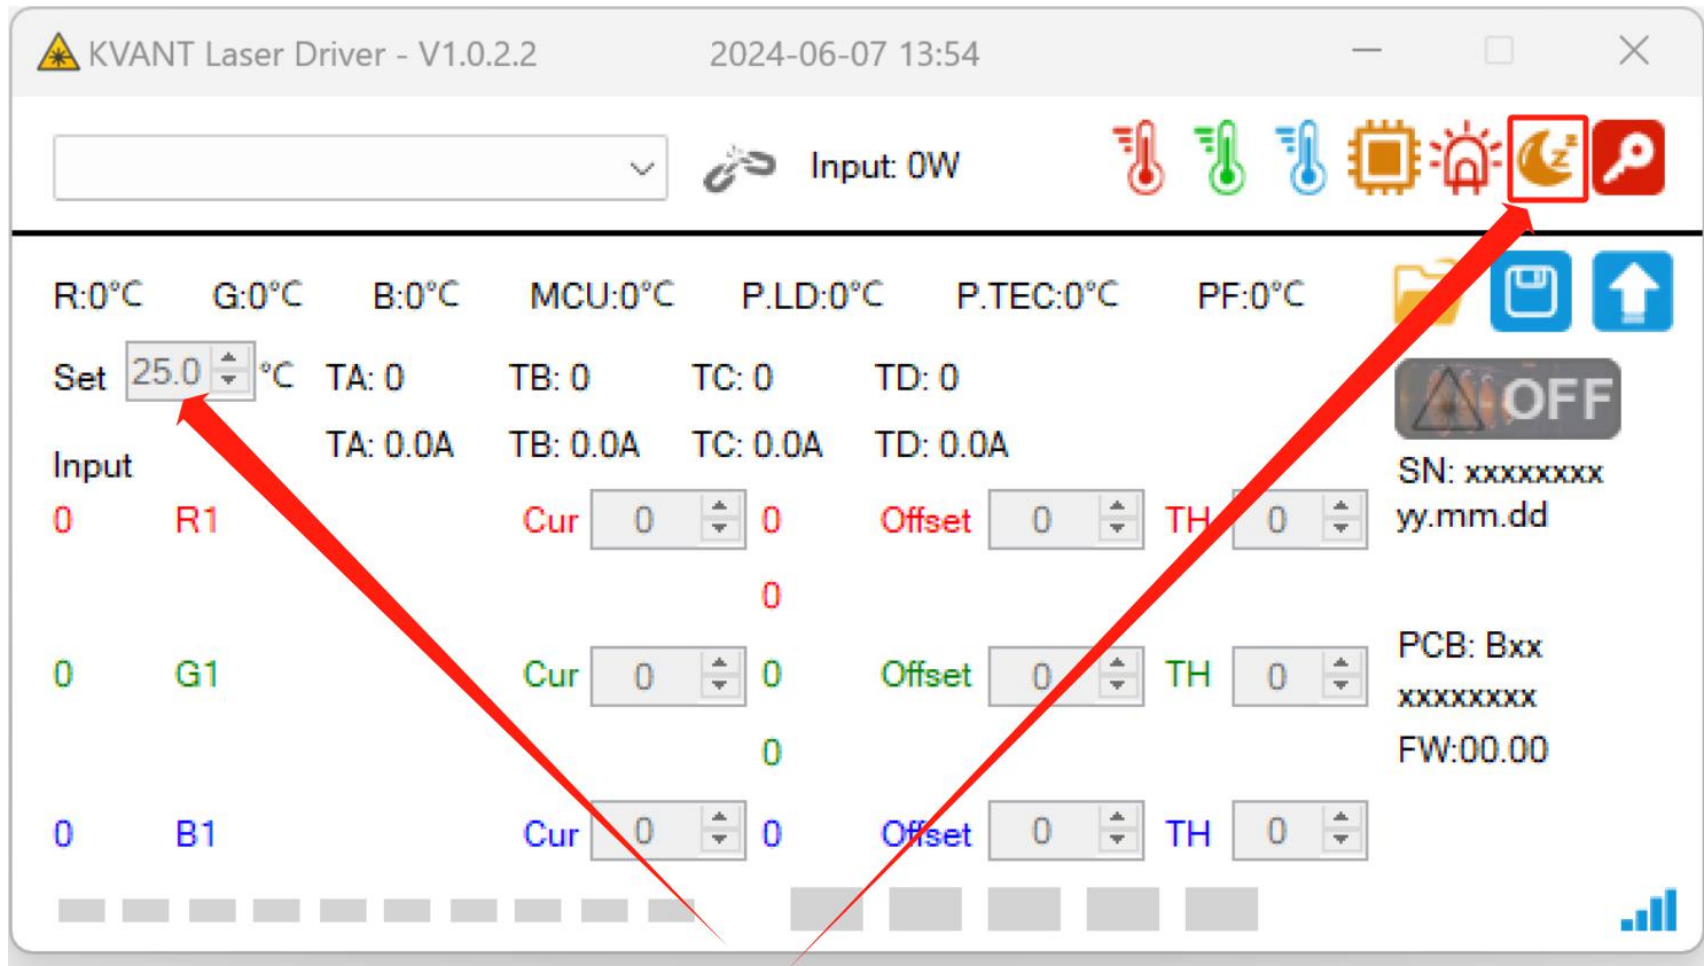 KVANT Laser Driver - V1.0.2.2 2024-06-07 13:54
Input: 0W
R:0°C G:0°C B:0°C MCU:0°C P.LD:0°C P.TEC:0°C PF:0°C
Set 25.0 °C TA: 0 TB: 0 TC: 0 TD: 0
OFF
Input TA: 0.0A TB: 0.0A TC: 0.0A TD: 0.0A
SN: xxxxxxxx
0 R1 Cur 0 0 Offset 0 TH 0
yy.mm.dd
0
0 G1 Cur 0 0 Offset 0 TH 0
PCB: Bxx
xxxxxxxx
0
FW:00.00
0 B1 Cur 0 0 Offset 0 TH 0